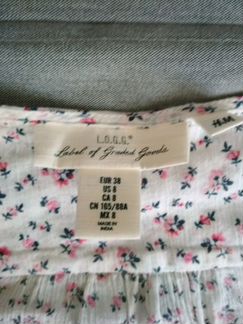 L.O.G.G.
Label of Graded Goods
H&M
EUR 38
US 8
CA 8
CN 165/88A
MX 8
MADE IN
INDIA